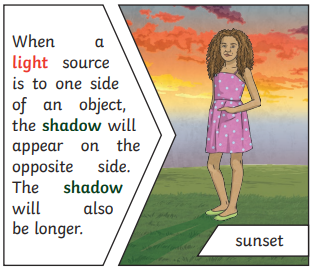 When a
light source
is to one side
of an object,
the shadow will
appear on the
opposite side.
The shadow
will also
be longer.
sunset